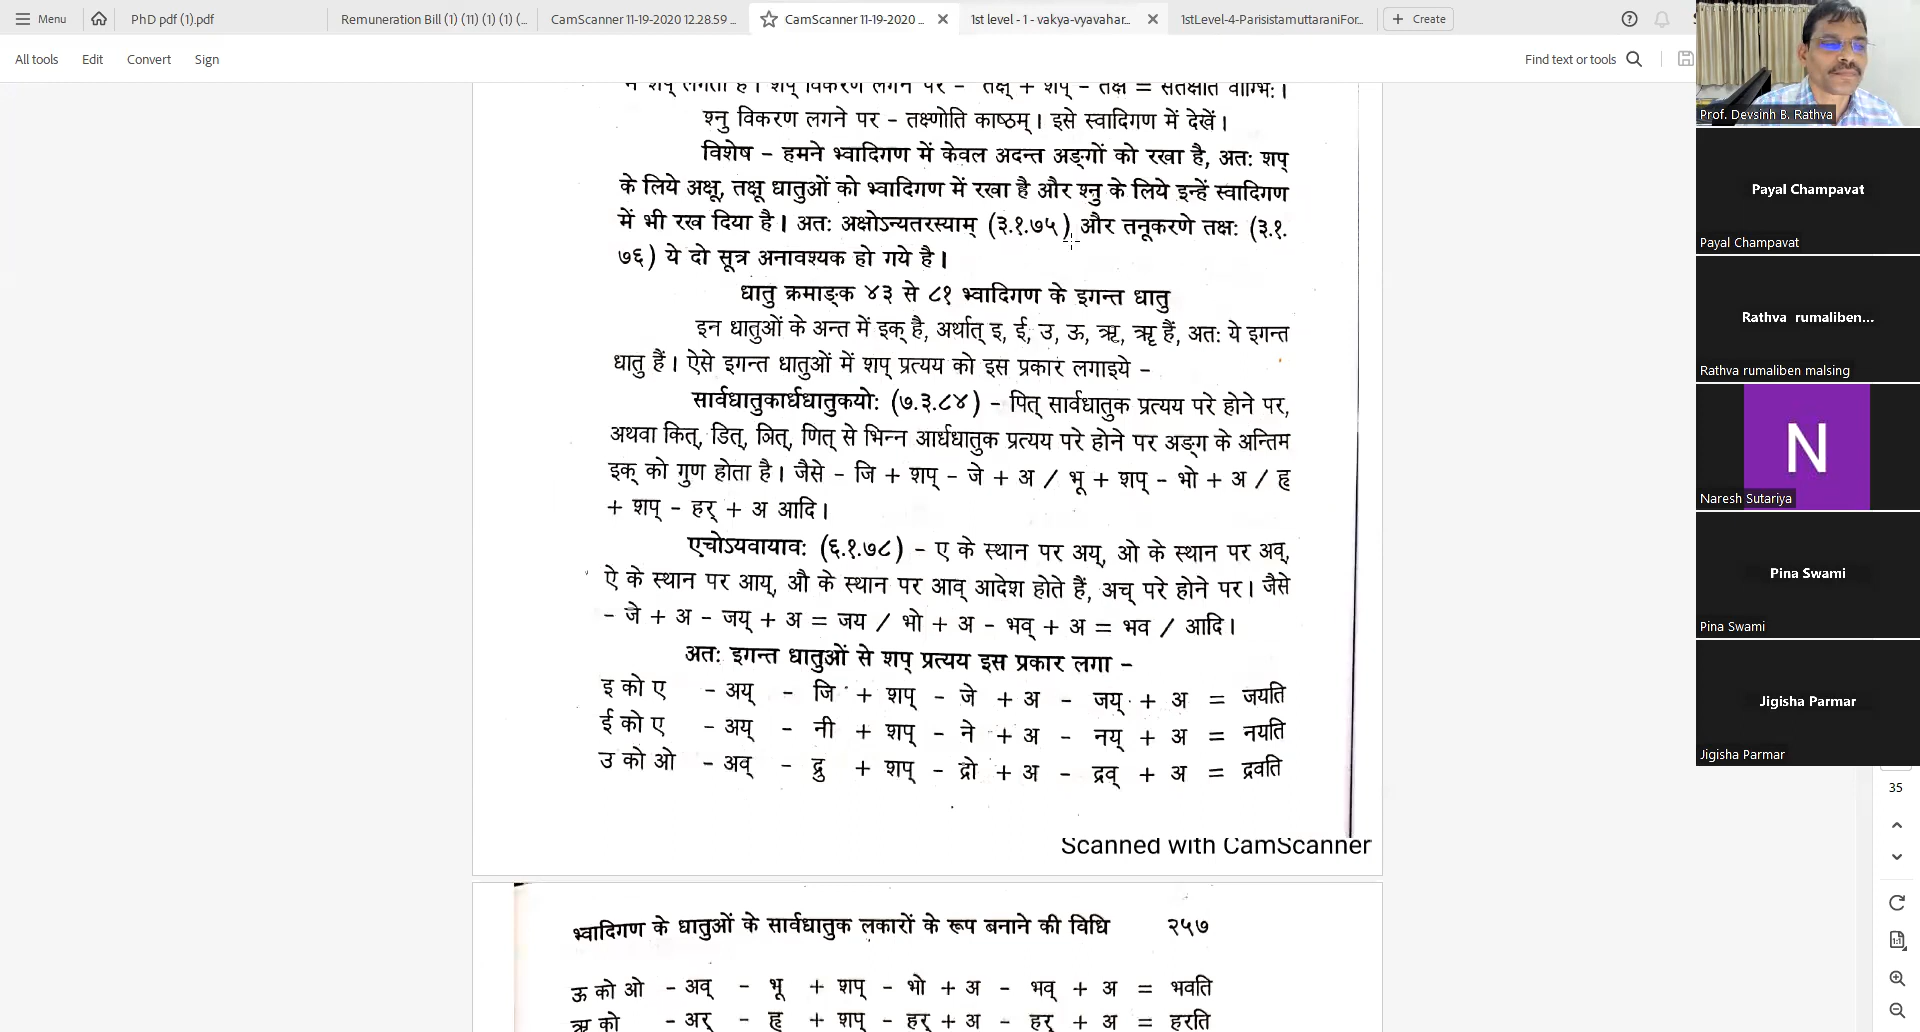 Menu
PhD pdf (1).pdf
Remuneration Bill (1) (11) (1) (1) (...
CamScanner 11-19-2020 12.28.59 ...
CamScanner 11-19-2020 ...
1st level - 1 - vakya-vyavahar...
1stLevel-4-ParisistamuttaraniFor...
Create
All tools
Edit
Convert
Sign
Find text or tools
में शप् लगता है। शप् विकरण लगने पर - तक्ष् + शप् - तक्ष = संतक्षति वाग्भिः।
श्नु विकरण लगने पर - तक्ष्णोति काष्ठम्। इसे स्वादिगण में देखें।
विशेष - हमने भ्वादिगण में केवल अदन्त अङ्गों को रखा है, अतः शप्
के लिये अक्षू, तक्षू धातुओं को भ्वादिगण में रखा है और श्नु के लिये इन्हें स्वादिगण
में भी रख दिया है। अतः अक्षोऽन्यतरस्याम् (३.१.७५) और तनूकरणे तक्षः (३.१.
७६) ये दो सूत्र अनावश्यक हो गये है।
धातु क्रमाङ्क ४३ से ८१ भ्वादिगण के इगन्त धातु
इन धातुओं के अन्त में इक् है, अर्थात् इ, ई, उ, ऊ, ऋ, ॠ हैं, अतः ये इगन्त
धातु हैं। ऐसे इगन्त धातुओं में शप् प्रत्यय को इस प्रकार लगाइये -
सार्वधातुकार्धधातुकयोः (७.३.८४) - पित् सार्वधातुक प्रत्यय परे होने पर,
अथवा कित्, डित्, ञित्, णित् से भिन्न आर्धधातुक प्रत्यय परे होने पर अङ्ग के अन्तिम
इक् को गुण होता है। जैसे - जि + शप् - जे + अ / भू + शप् - भो + अ / हृ
+ शप् - हर् + अ आदि।
एचोऽयवायावः (६.१.७८) - ए के स्थान पर अय्, ओ के स्थान पर अव्,
ऐ के स्थान पर आय्, औ के स्थान पर आव् आदेश होते हैं, अच् परे होने पर। जैसे
- जे + अ - जय् + अ = जय / भो + अ - भव् + अ = भव / आदि।
अतः इगन्त धातुओं से शप् प्रत्यय इस प्रकार लगा -
इ को ए - अय् - जि + शप् - जे + अ - जय् + अ = जयति
ई को ए - अय् - नी + शप् - ने + अ - नय् + अ = नयति
उ को ओ - अव् - द्रु + शप् - द्रो + अ - द्रव् + अ = द्रवति
Scanned with CamScanner
भ्वादिगण के धातुओं के सार्वधातुक लकारों के रूप बनाने की विधि २५७
ऊ को ओ - अव् - भू + शप् - भो + अ - भव् + अ = भवति
ऋ को - अर् - हृ + शप् - हर् + अ - हर् + अ = हरति
Prof. Devsinh B. Rathva
Payal Champavat
Payal Champavat
Rathva rumaliben...
Rathva rumaliben malsing
N
Naresh Sutariya
Pina Swami
Pina Swami
Jigisha Parmar
Jigisha Parmar
35